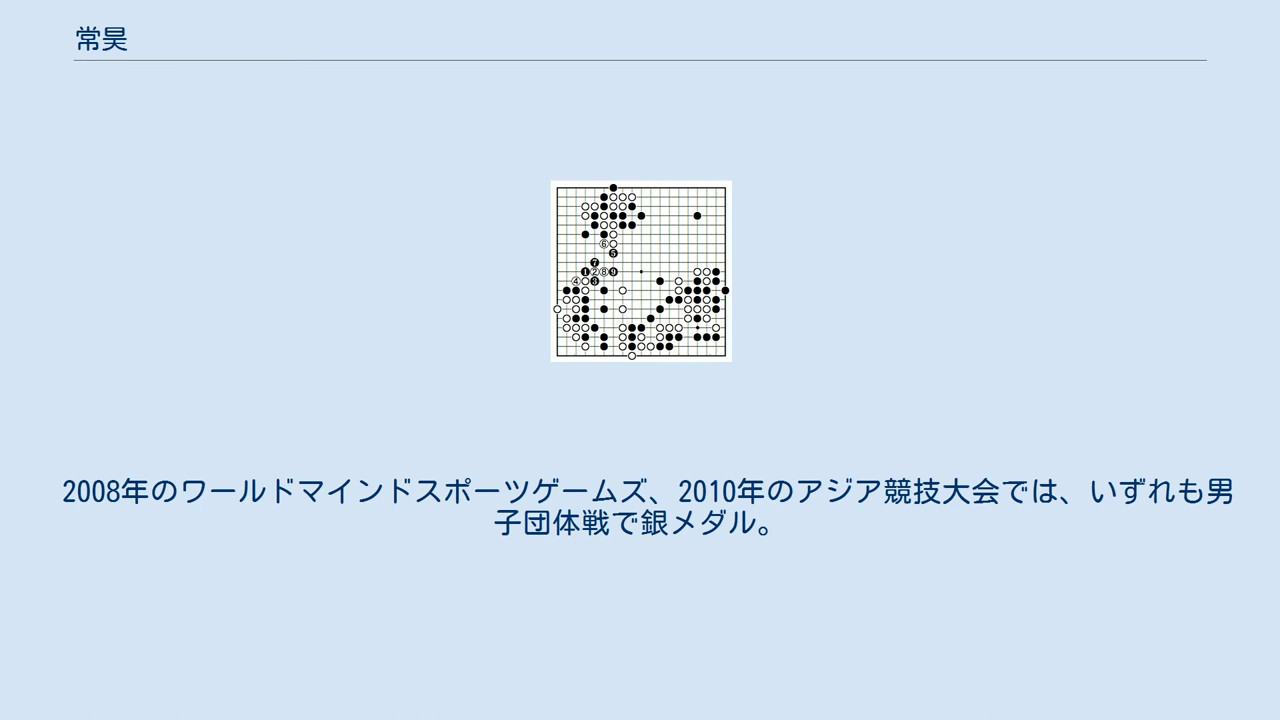 常昊
2008年のワールドマインドスポーツゲームズ、2010年のアジア競技大会では、いずれも男
子団体戦で銀メダル。